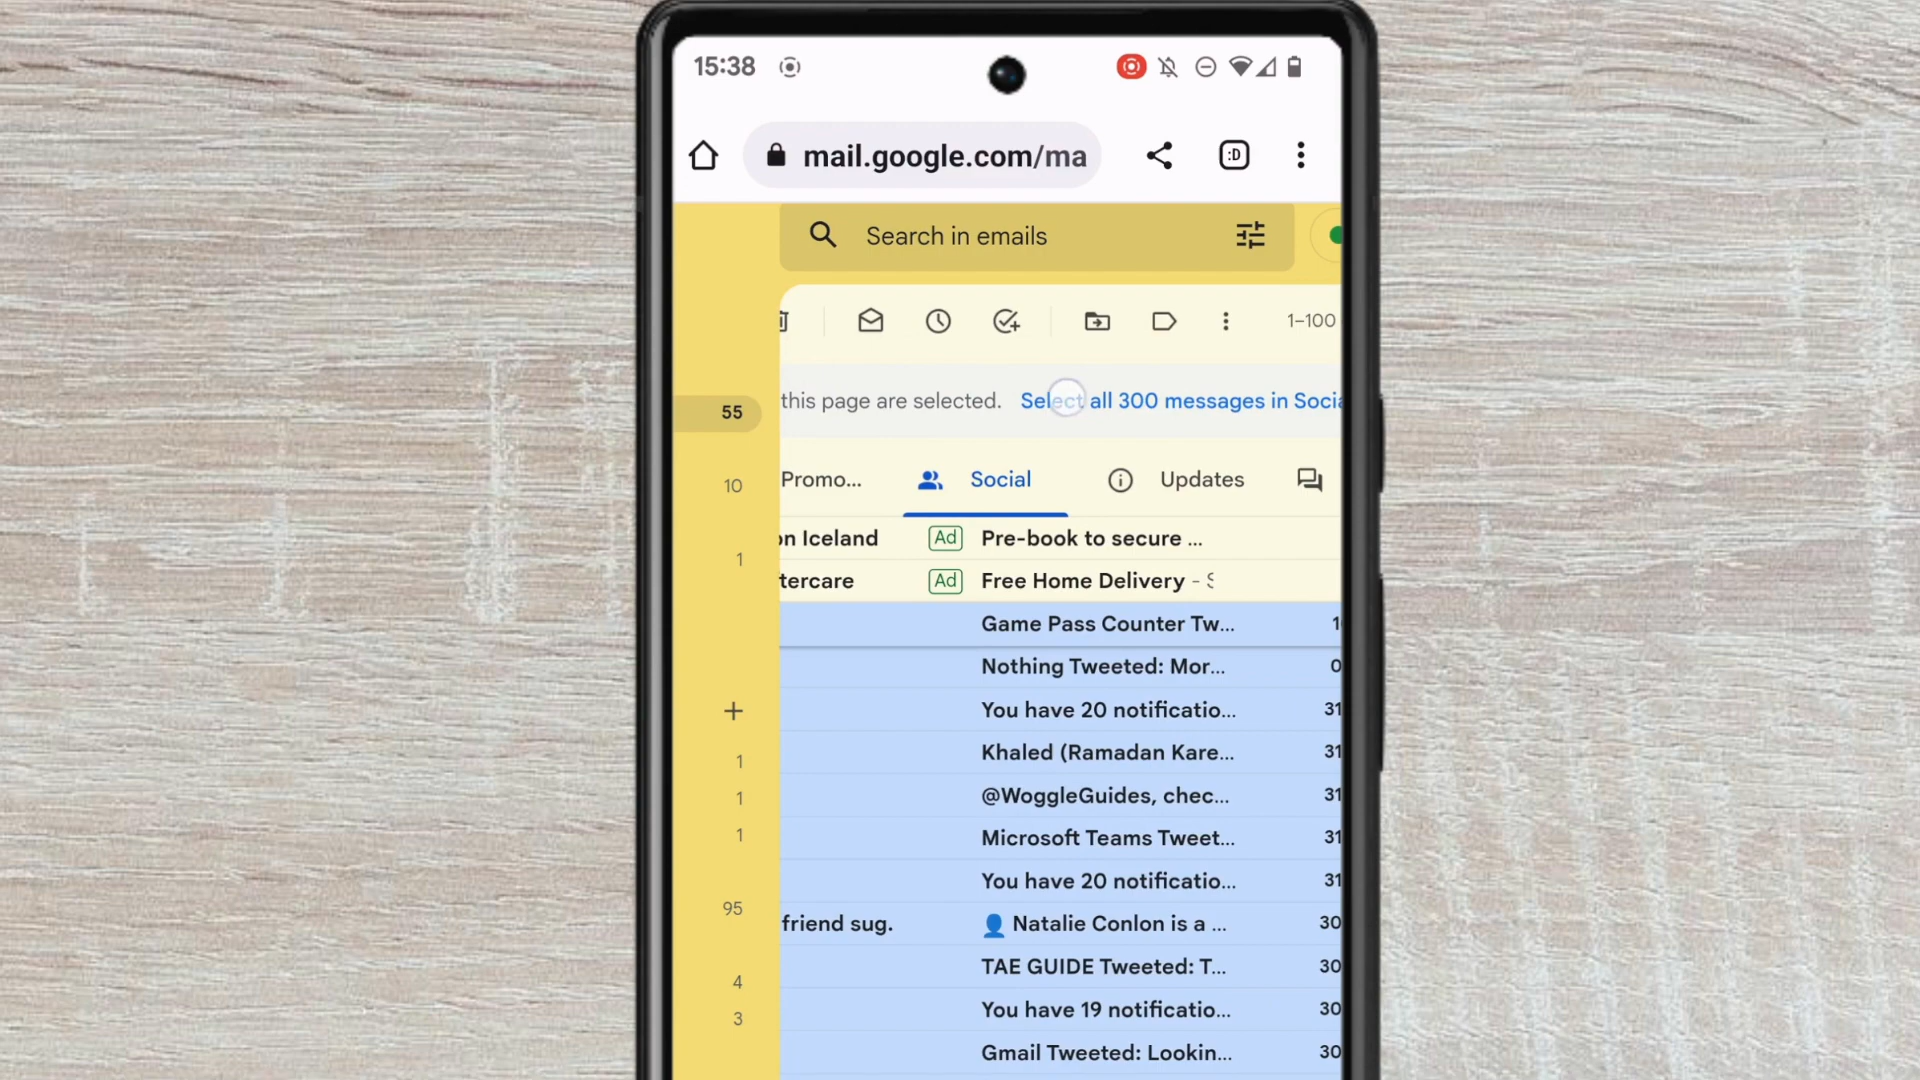 15:38
mail.google.com/ma
:D
Search in emails
1–100
this page are selected. Select all 300 messages in Socia
55
Promo... Social Updates
10
on Iceland Ad Pre-book to secure ...
1
tercare Ad Free Home Delivery - S
Game Pass Counter Tw... 1
Nothing Tweeted: Mor... 0
You have 20 notificatio... 31
+
Khaled (Ramadan Kare... 31
1
@WoggleGuides, chec... 31
1
Microsoft Teams Tweet... 31
1
You have 20 notificatio... 31
95
friend sug. Natalie Conlon is a ... 30
TAE GUIDE Tweeted: T... 30
4
You have 19 notificatio... 30
3
Gmail Tweeted: Lookin... 30